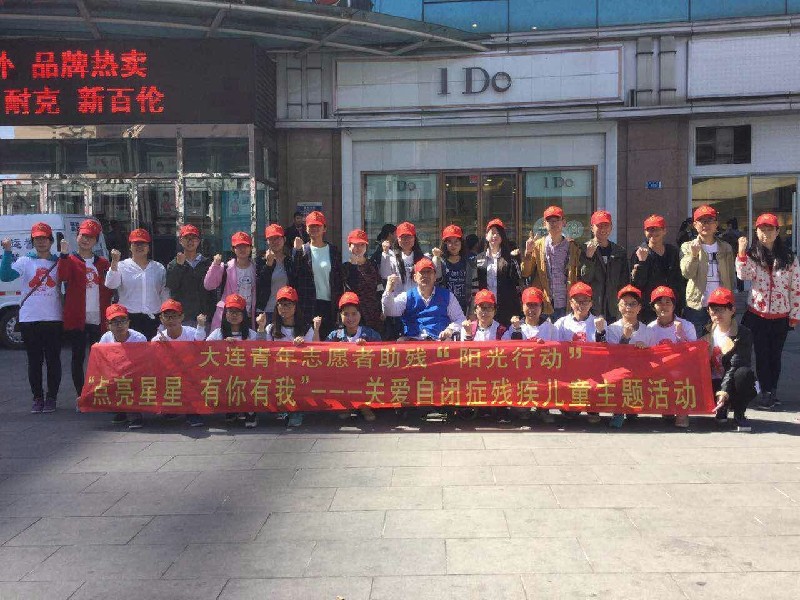 品牌热卖
耐克 新百伦
I Do
I Do
I Do
大连青年志愿者助残“阳光行动”
“点亮星星 有你有我”———关爱自闭症残疾儿童主题活动